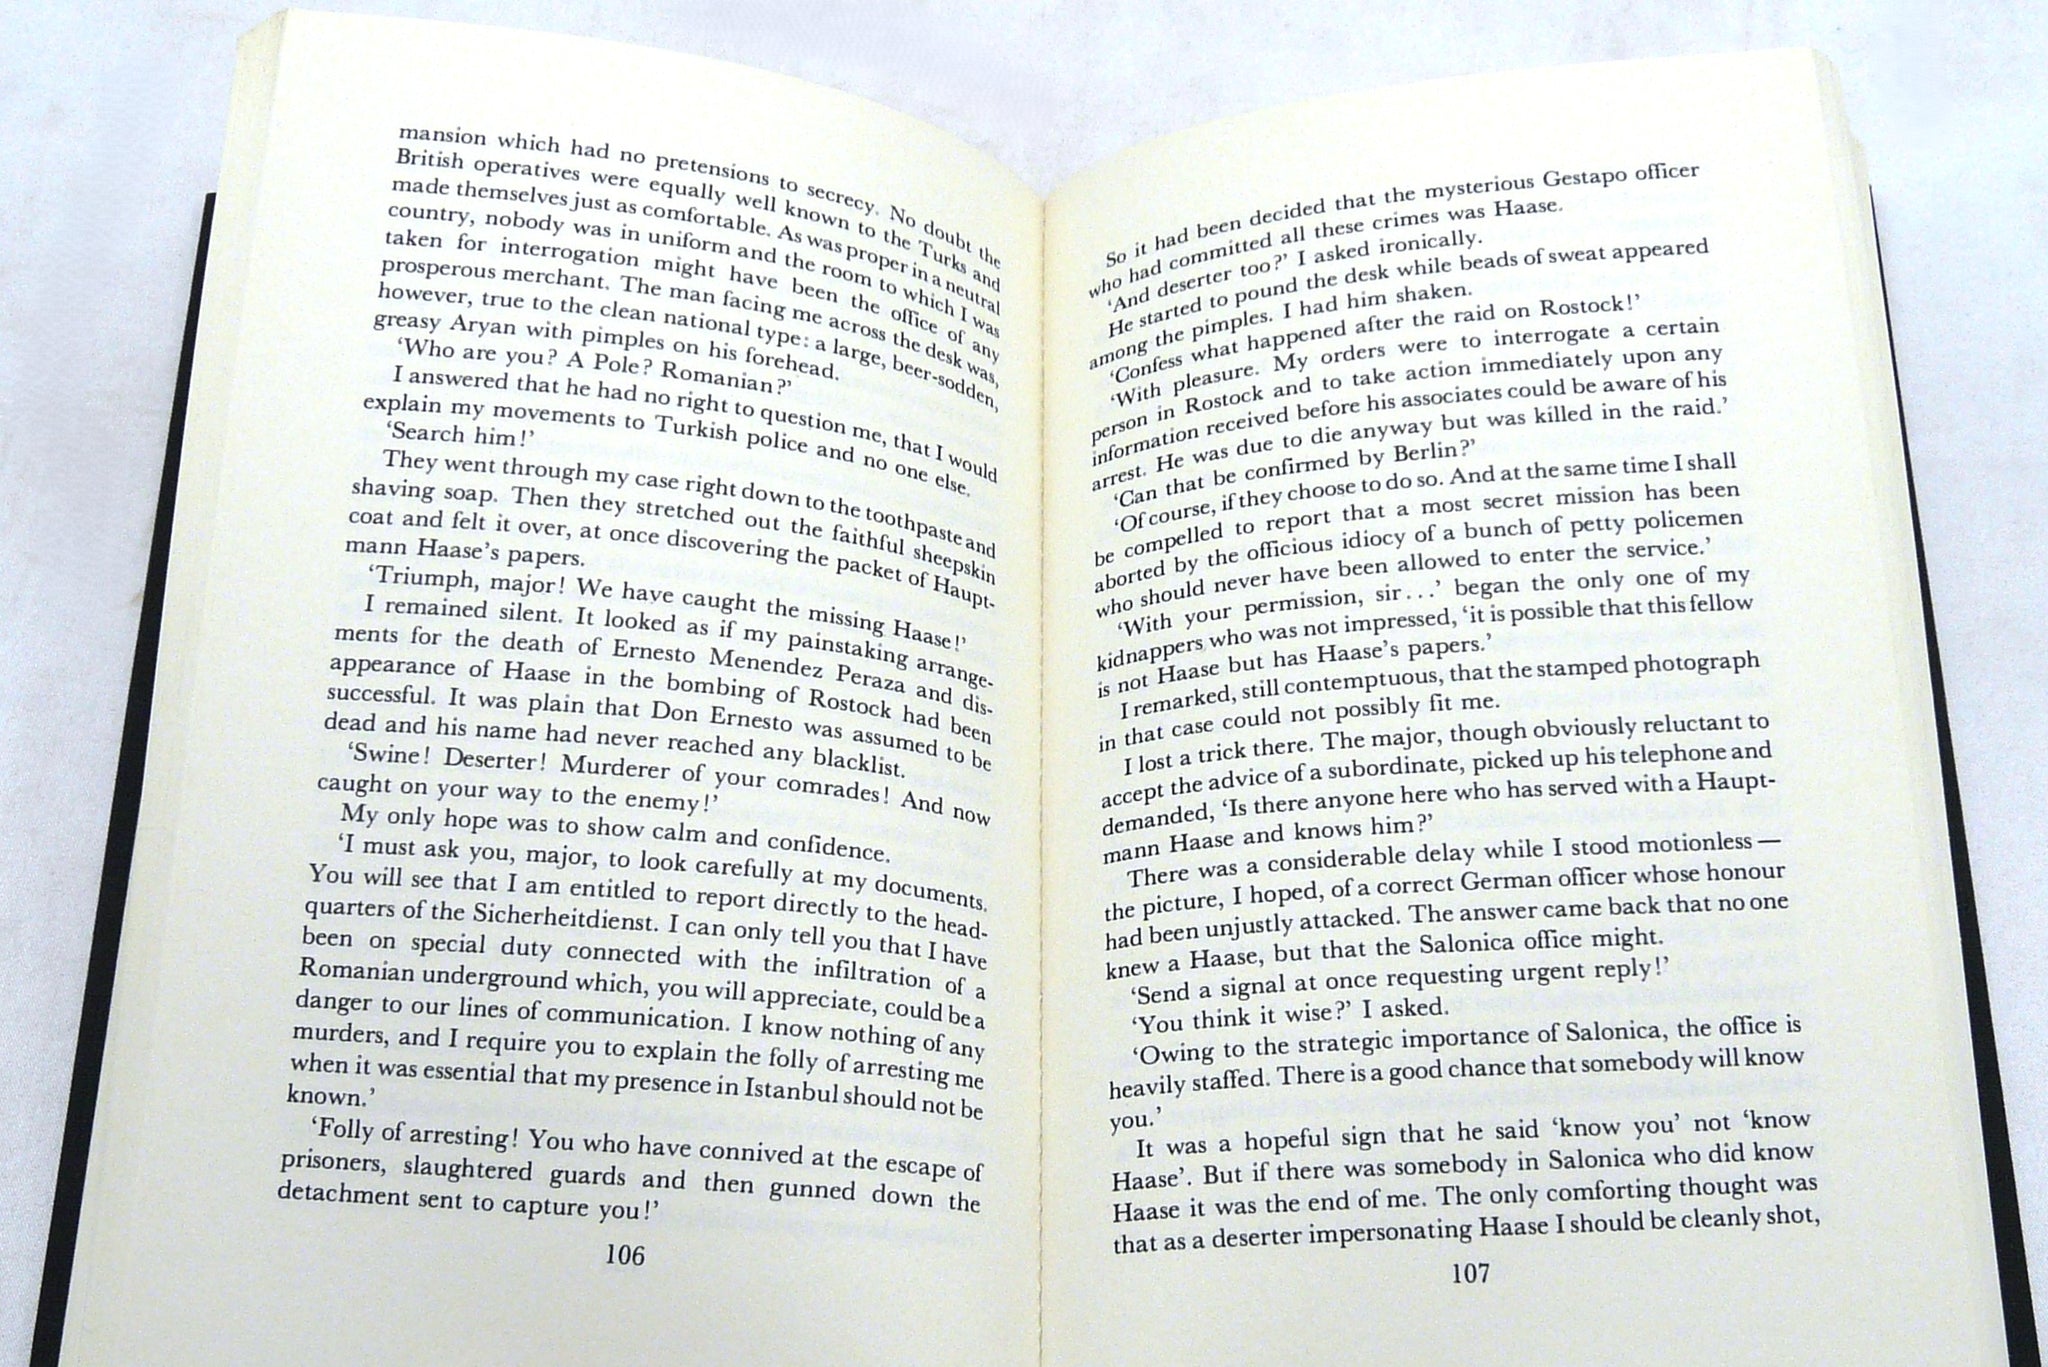 mansion which had no pretensions to secrecy. No doubt the
British operatives were equally well known to the Turks and
made themselves just as comfortable. As was proper in a neutral
country, nobody was in uniform and the room to which I was
taken for interrogation might have been the office of any
prosperous merchant. The man facing me across the desk was,
however, true to the clean national type: a large, beer-sodden,
greasy Aryan with pimples on his forehead.
‘Who are you? A Pole? Romanian?’
I answered that he had no right to question me, that I would
explain my movements to Turkish police and no one else.
‘Search him!’
They went through my case right down to the toothpaste and
shaving soap. Then they stretched out the faithful sheepskin
coat and felt it over, at once discovering the packet of Haupt-
mann Haase’s papers.
‘Triumph, major! We have caught the missing Haase!’
I remained silent. It looked as if my painstaking arrange-
ments for the death of Ernesto Menendez Peraza and dis-
appearance of Haase in the bombing of Rostock had been
successful. It was plain that Don Ernesto was assumed to be
dead and his name had never reached any blacklist.
‘Swine! Deserter! Murderer of your comrades! And now
caught on your way to the enemy!’
My only hope was to show calm and confidence.
‘I must ask you, major, to look carefully at my documents.
You will see that I am entitled to report directly to the head-
quarters of the Sicherheitdienst. I can only tell you that I have
been on special duty connected with the infiltration of a
Romanian underground which, you will appreciate, could be a
danger to our lines of communication. I know nothing of any
murders, and I require you to explain the folly of arresting me
when it was essential that my presence in Istanbul should not be
known.’
‘Folly of arresting! You who have connived at the escape of
prisoners, slaughtered guards and then gunned down the
detachment sent to capture you!’
106
So it had been decided that the mysterious Gestapo officer
who had committed all these crimes was Haase.
‘And deserter too?’ I asked ironically.
He started to pound the desk while beads of sweat appeared
among the pimples. I had him shaken.
‘Confess what happened after the raid on Rostock!’
‘With pleasure. My orders were to interrogate a certain
person in Rostock and to take action immediately upon any
information received before his associates could be aware of his
arrest. He was due to die anyway but was killed in the raid.’
‘Can that be confirmed by Berlin?’
‘Of course, if they choose to do so. And at the same time I shall
be compelled to report that a most secret mission has been
aborted by the officious idiocy of a bunch of petty policemen
who should never have been allowed to enter the service.’
‘With your permission, sir...’ began the only one of my
kidnappers who was not impressed, ‘it is possible that this fellow
is not Haase but has Haase’s papers.’
I remarked, still contemptuous, that the stamped photograph
in that case could not possibly fit me.
I lost a trick there. The major, though obviously reluctant to
accept the advice of a subordinate, picked up his telephone and
demanded, ‘Is there anyone here who has served with a Haupt-
mann Haase and knows him?’
There was a considerable delay while I stood motionless —
the picture, I hoped, of a correct German officer whose honour
had been unjustly attacked. The answer came back that no one
knew a Haase, but that the Salonica office might.
‘Send a signal at once requesting urgent reply!’
‘You think it wise?’ I asked.
‘Owing to the strategic importance of Salonica, the office is
heavily staffed. There is a good chance that somebody will know
you.’
It was a hopeful sign that he said ‘know you’ not ‘know
Haase’. But if there was somebody in Salonica who did know
Haase it was the end of me. The only comforting thought was
that as a deserter impersonating Haase I should be cleanly shot,
107